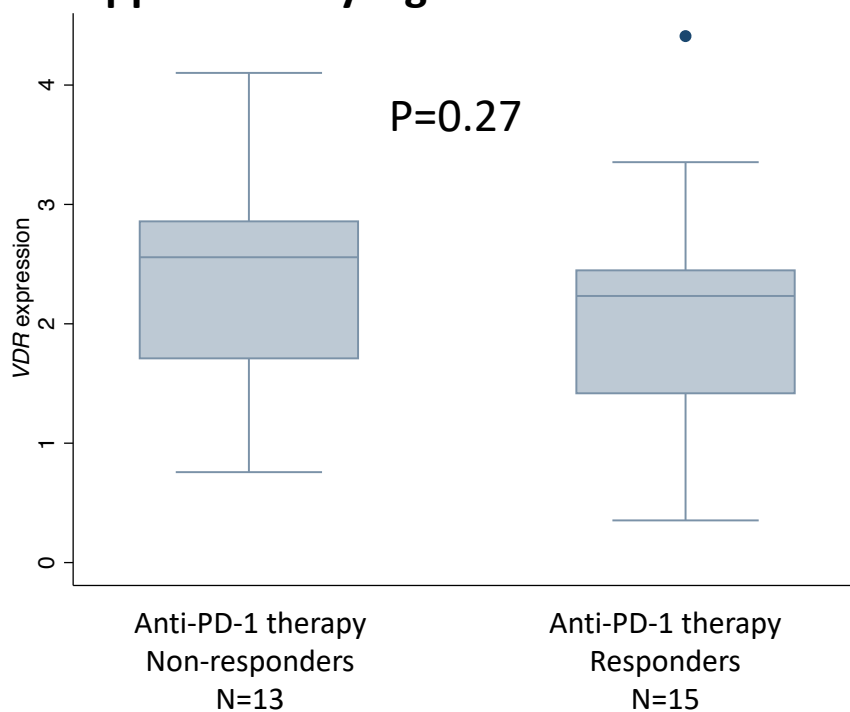 4
3
2
1
0
VDR expression
P=0.27
Anti-PD-1 therapy
Non-responders
N=13
Anti-PD-1 therapy
Responders
N=15